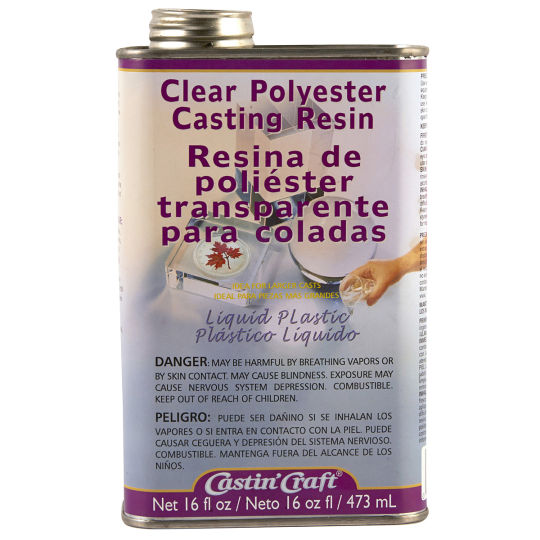 Clear Polyester
Casting Resin
Resina de
poliéster
transparente
para coladas
IDEAL FOR LARGER CASTS
IDEAL PARA PIEZAS MÁS GRANDES
Liquid Plastic
Plástico Líquido
DANGER: MAY BE HARMFUL BY BREATHING VAPORS OR
BY SKIN CONTACT. MAY CAUSE BLINDNESS. EXPOSURE MAY
CAUSE NERVOUS SYSTEM DEPRESSION. COMBUSTIBLE.
KEEP OUT OF REACH OF CHILDREN.
PELIGRO: PUEDE SER DAÑINO SI SE INHALAN LOS
VAPORES O SI ENTRA EN CONTACTO CON LA PIEL. PUEDE
CAUSAR CEGUERA Y DEPRESIÓN DEL SISTEMA NERVIOSO.
COMBUSTIBLE. MANTENGA FUERA DEL ALCANCE DE LOS
NIÑOS.
Castin'Craft®
Net 16 fl oz / Neto 16 oz fl / 473 mL